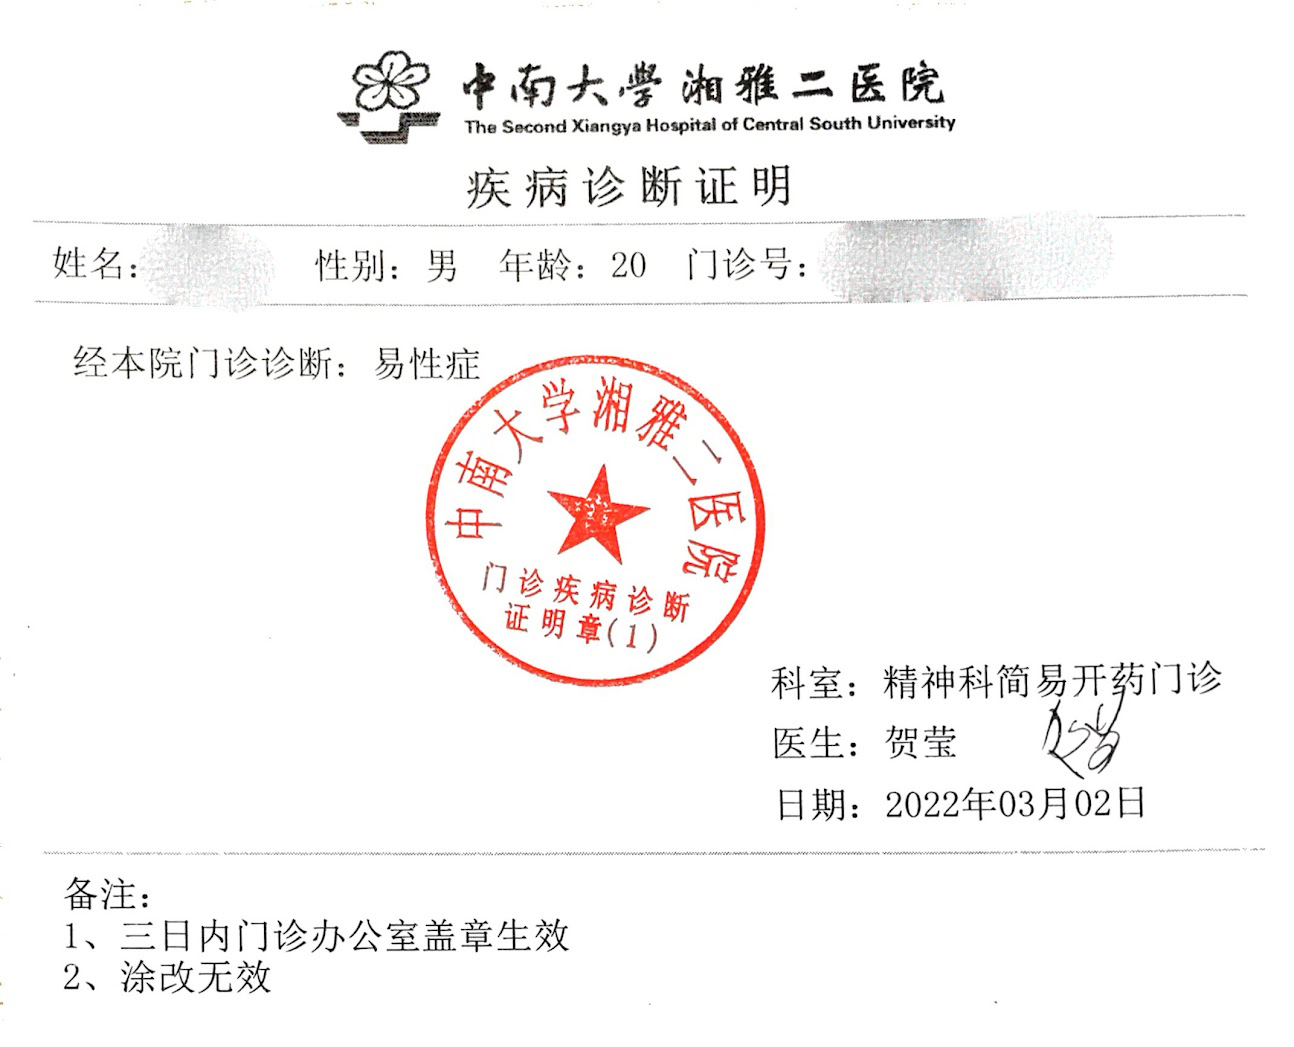 中南大学湘雅二医院
The Second Xiangya Hospital of Central South University
疾病诊断证明
姓名: 性别: 男 年龄: 20 门诊号:
经本院门诊诊断: 易性症
中南大学湘雅二医院
门诊疾病诊断
证明章(1)
科室: 精神科简易开药门诊
医生: 贺莹
日期: 2022年03月02日
备注:
1、三日内门诊办公室盖章生效
2、涂改无效